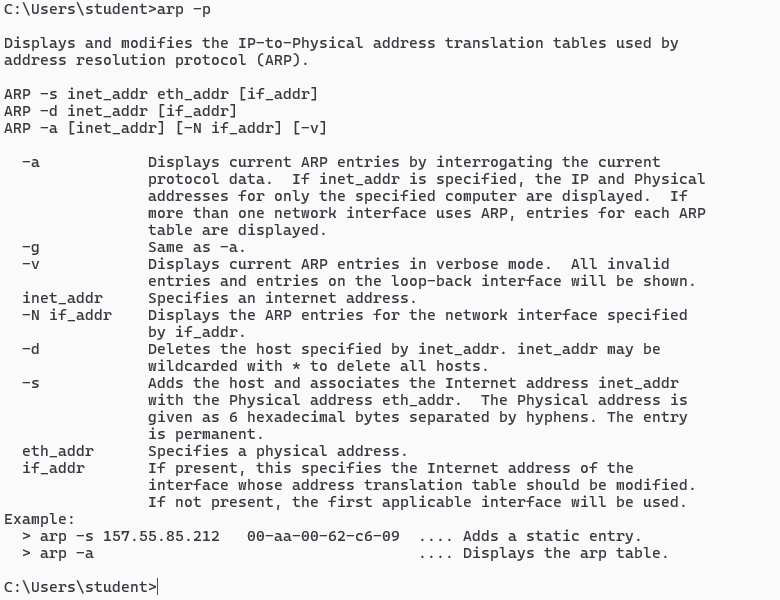 C:\Users\student>arp -p
Displays and modifies the IP-to-Physical address translation tables used by
address resolution protocol (ARP).
ARP -s inet_addr eth_addr [if_addr]
ARP -d inet_addr [if_addr]
ARP -a [inet_addr] [-N if_addr] [-v]
  -a            Displays current ARP entries by interrogating the current
                protocol data.  If inet_addr is specified, the IP and Physical
                addresses for only the specified computer are displayed.  If
                more than one network interface uses ARP, entries for each ARP
                table are displayed.
  -g            Same as -a.
  -v            Displays current ARP entries in verbose mode.  All invalid
                entries and entries on the loop-back interface will be shown.
  inet_addr     Specifies an internet address.
  -N if_addr    Displays the ARP entries for the network interface specified
                by if_addr.
  -d            Deletes the host specified by inet_addr. inet_addr may be
                wildcarded with * to delete all hosts.
  -s            Adds the host and associates the Internet address inet_addr
                with the Physical address eth_addr.  The Physical address is
                given as 6 hexadecimal bytes separated by hyphens. The entry
                is permanent.
  eth_addr      Specifies a physical address.
  if_addr       If present, this specifies the Internet address of the
                interface whose address translation table should be modified.
                If not present, the first applicable interface will be used.
Example:
  > arp -s 157.55.85.212   00-aa-00-62-c6-09  .... Adds a static entry.
  > arp -a                                    .... Displays the arp table.
C:\Users\student>